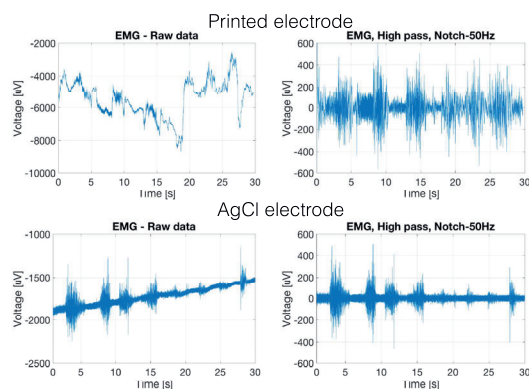 Printed electrode
EMG - Raw data
EMG, High pass, Notch-50Hz
Voltage [uV]
-2000
-4000
-6000
-8000
-10000
0 5 10 15 20 25 30
Time [s]
Voltage [uV]
600
400
200
0
-200
-400
-600
0 5 10 15 20 25 30
Time [s]
AgCl electrode
EMG - Raw data
EMG, High pass, Notch-50Hz
Voltage [uV]
-1000
-1500
-2000
-2500
1 5 10 15 20 25 30
Time [s]
Voltage [uV]
600
400
200
0
-200
-400
-600
0 5 10 15 20 25 30
Time [s]